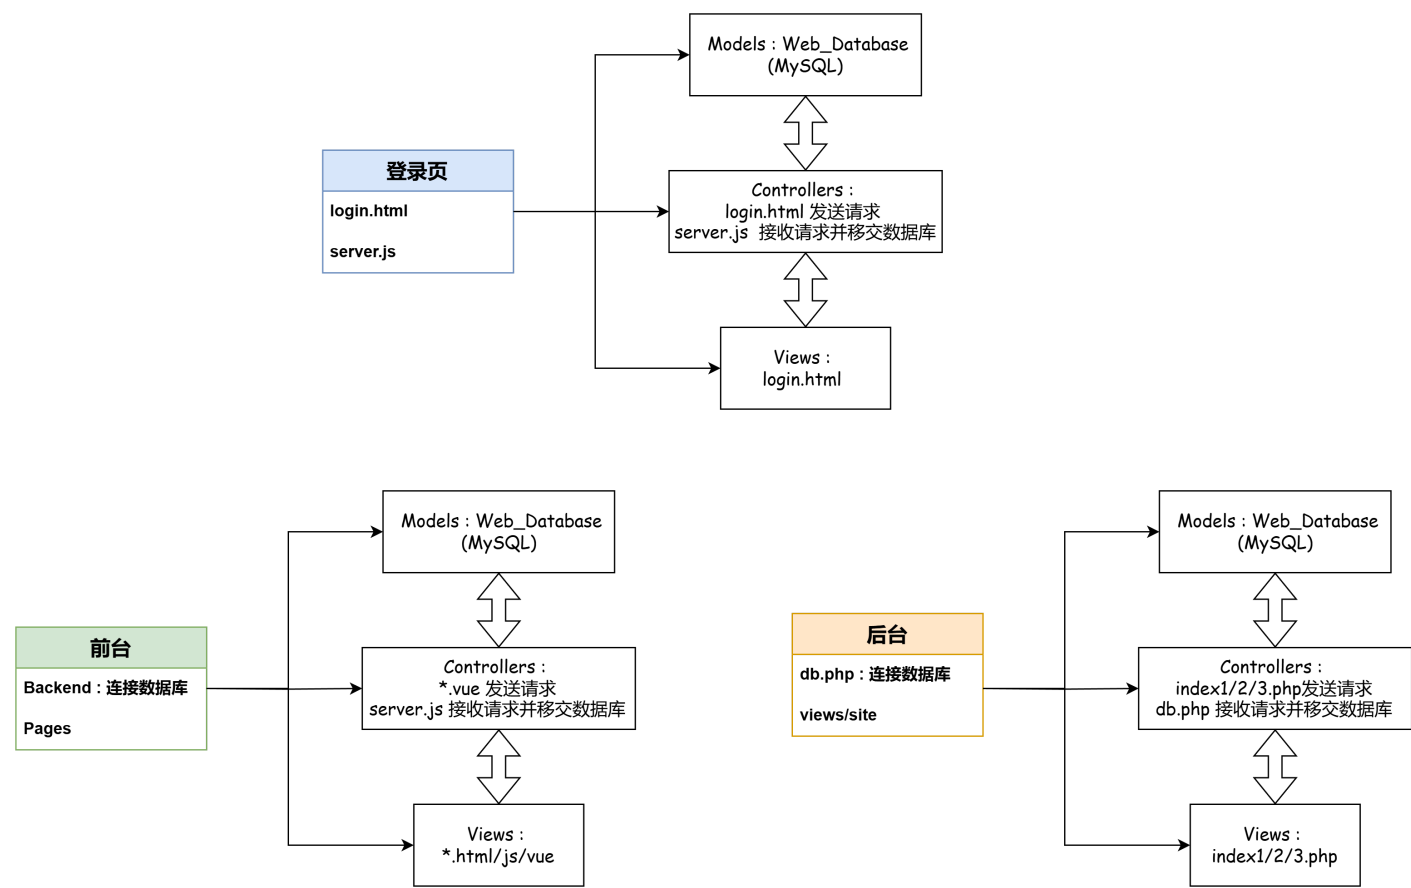 Models : Web_Database
(MySQL)
登录页
login.html
server.js
Controllers :
login.html 发送请求
server.js 接收请求并移交数据库
Views :
login.html
前台
Backend : 连接数据库
Pages
Models : Web_Database
(MySQL)
Controllers :
*.vue 发送请求
server.js 接收请求并移交数据库
Views :
*.html/js/vue
后台
db.php : 连接数据库
views/site
Models : Web_Database
(MySQL)
Controllers :
index1/2/3.php发送请求
db.php 接收请求并移交数据库
Views :
index1/2/3.php